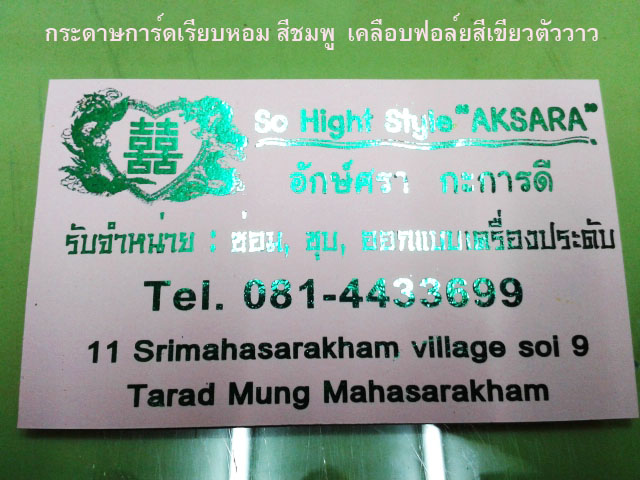 กระดาษการ์ดเรียบหอม สีชมพู เคลือบฟอล์ยสีเขียวตัววาว
囍
So Hight Style "AKSARA"
อักษ์ศรา กะการดี
รับจำหน่าย : ซ่อม, ชุบ, ออกแบบเครื่องประดับ
Tel. 081-4433699
11 Srimahasarakham village soi 9
Tarad Mung Mahasarakham